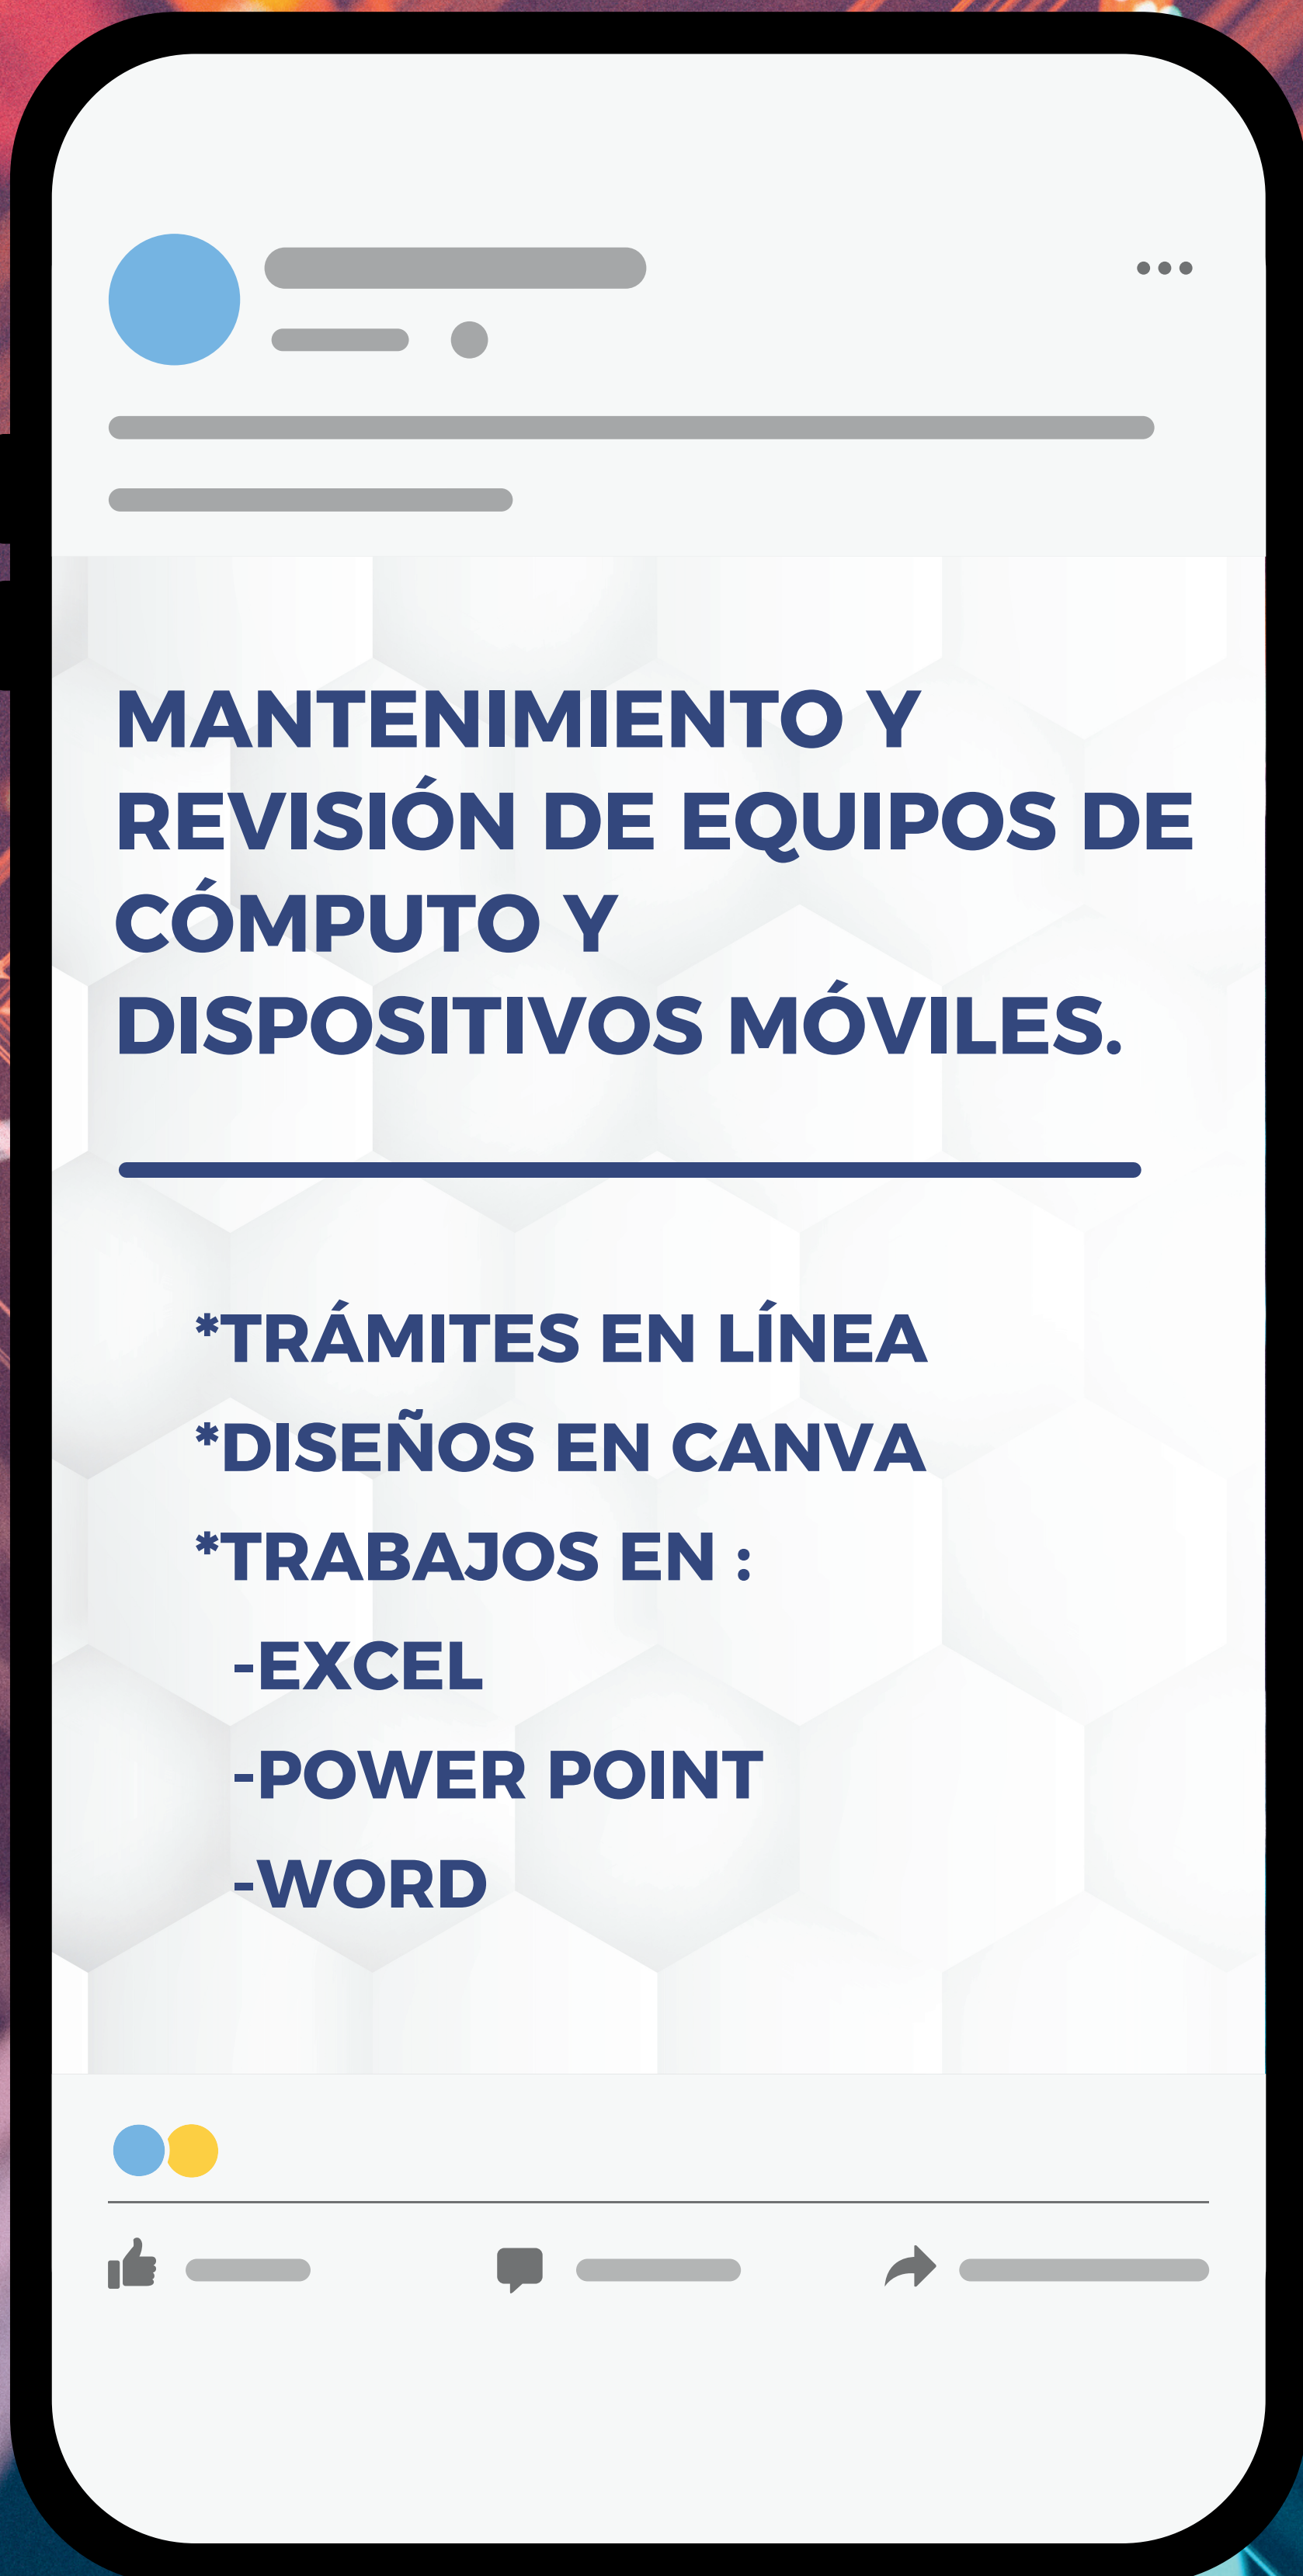 MANTENIMIENTO Y
REVISIÓN DE EQUIPOS DE
CÓMPUTO Y
DISPOSITIVOS MÓVILES.
*TRÁMITES EN LÍNEA
*DISEÑOS EN CANVA
*TRABAJOS EN :
-EXCEL
-POWER POINT
-WORD